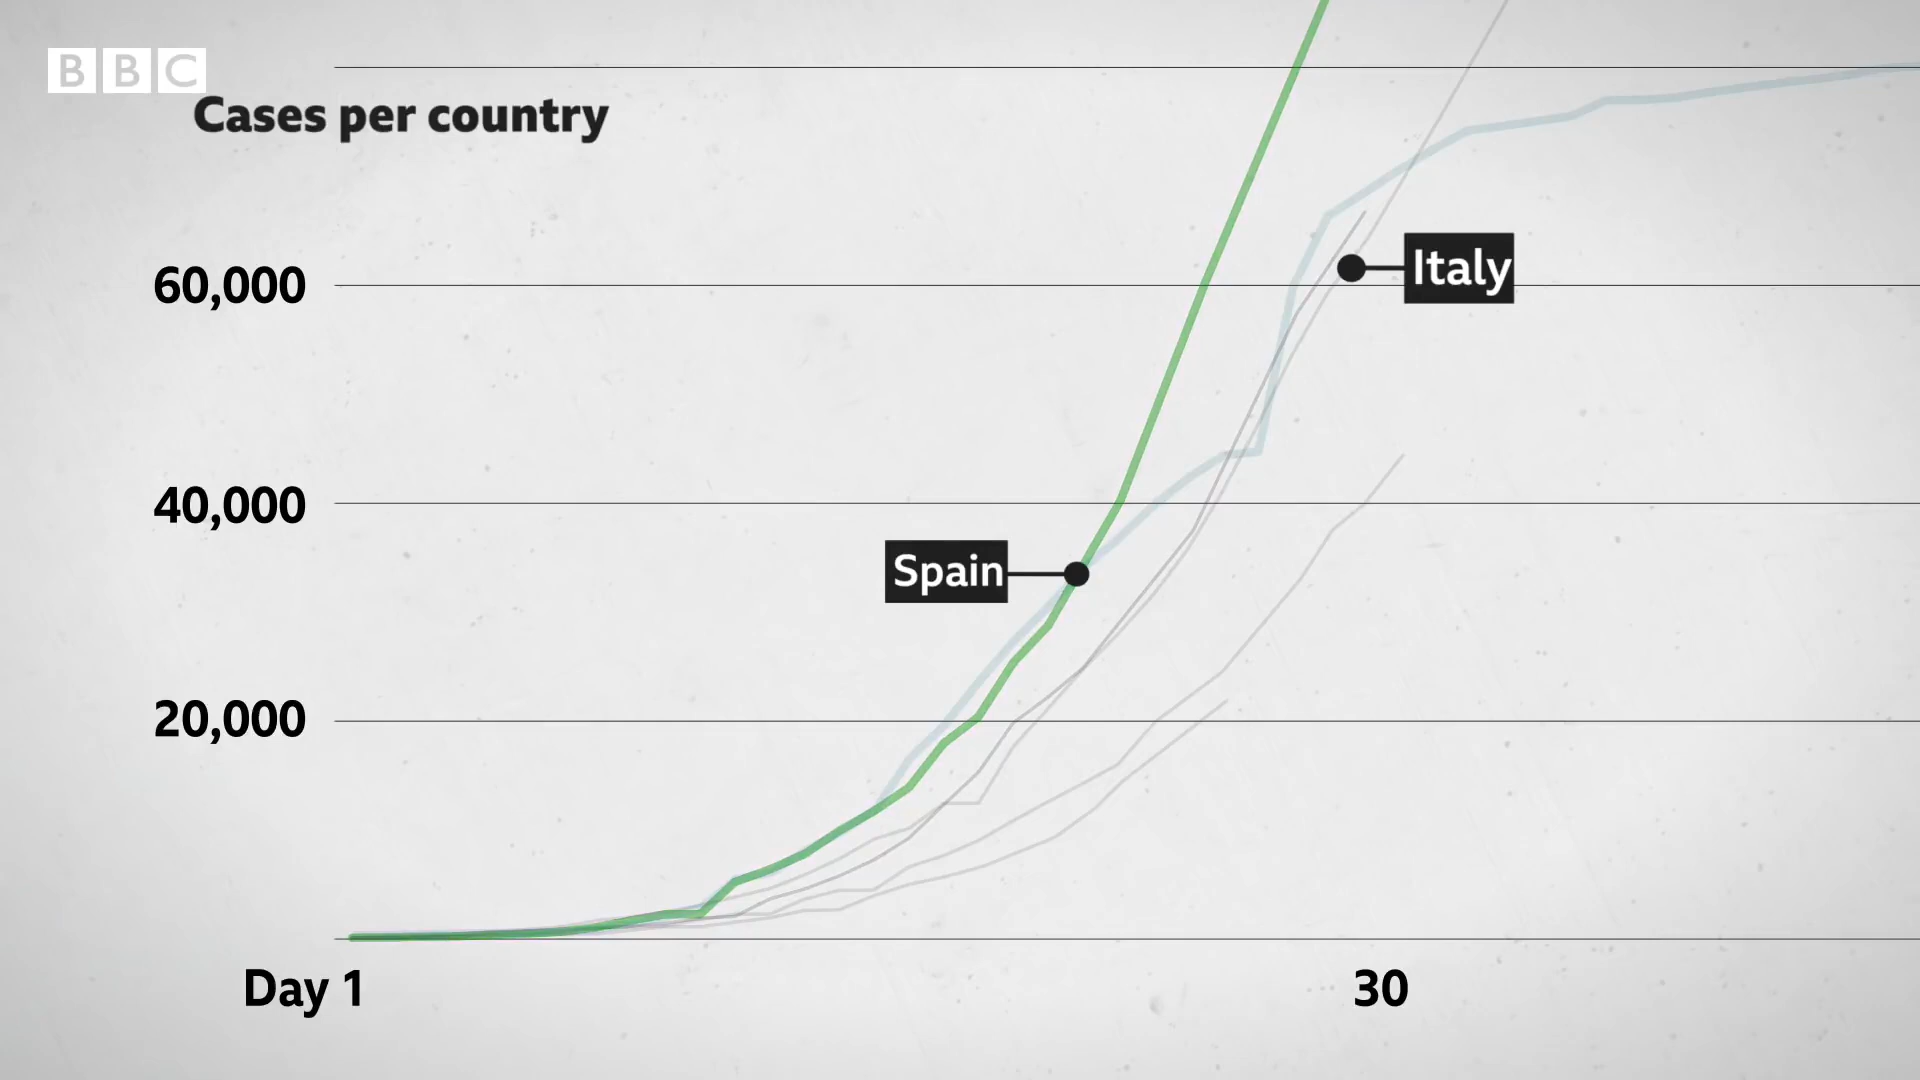 BBC
Cases per country
60,000
Italy
40,000
Spain
20,000
Day 1
30